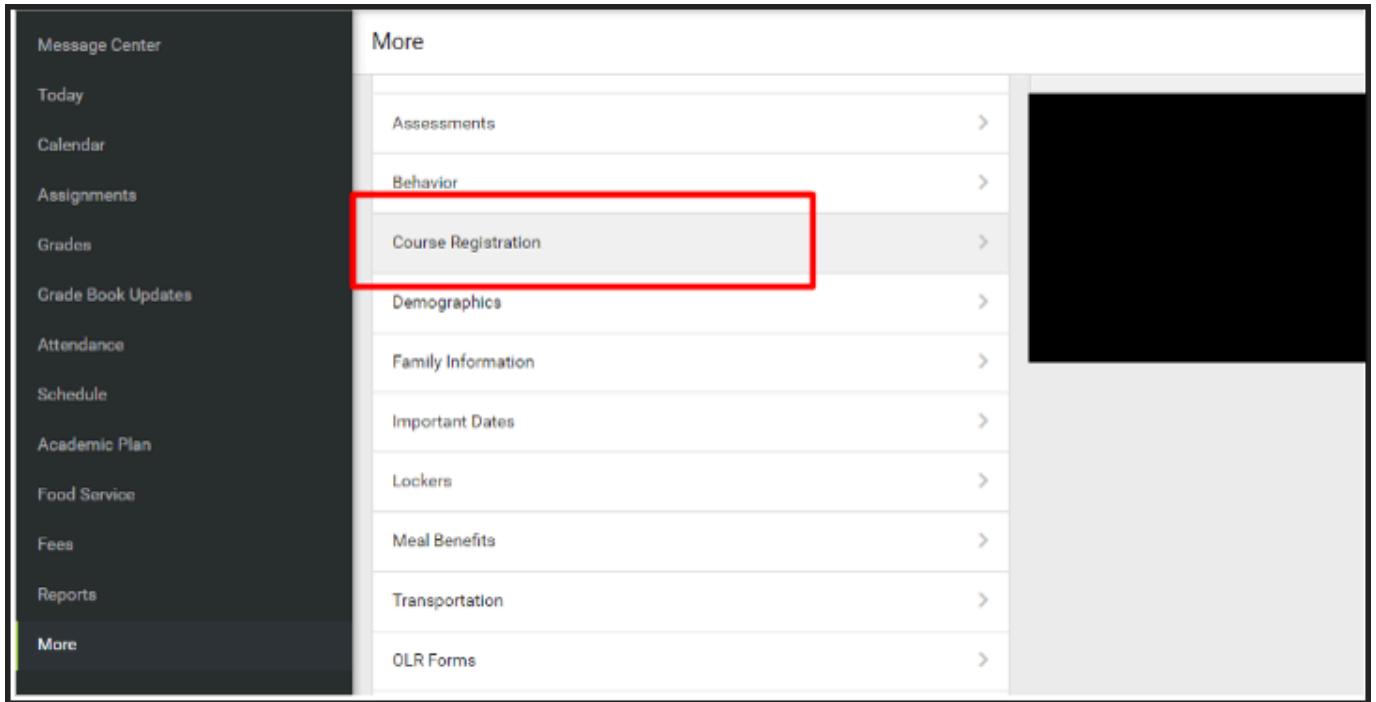 Message Center
Today
Calendar
Assignments
Grades
Grade Book Updates
Attendance
Schedule
Academic Plan
Food Service
Fees
Reports
More
More
Assessments
Behavior
Course Registration
Demographics
Family Information
Important Dates
Lockers
Meal Benefits
Transportation
OLR Forms